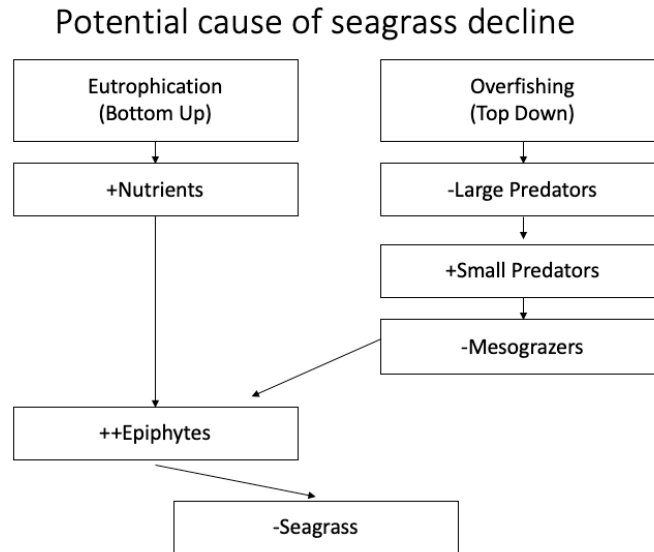 Potential cause of seagrass decline
Eutrophication
(Bottom Up)
Overfishing
(Top Down)
+Nutrients
-Large Predators
+Small Predators
-Mesograzers
++Epiphytes
-Seagrass